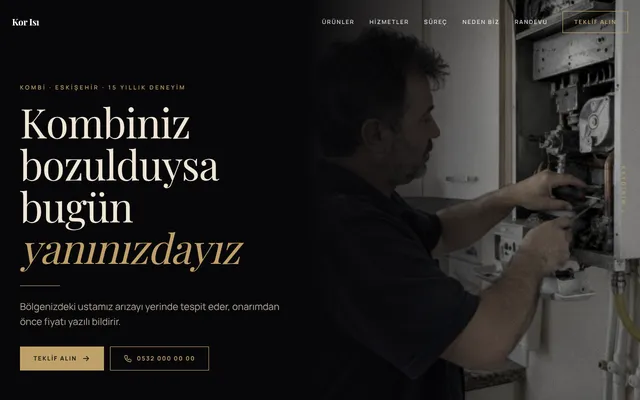 Kor Isı
ÜRÜNLER HİZMETLER SÜREÇ NEDEN BİZ RANDEVU TEKLİF ALIN
KOMBİ · ESKİŞEHİR · 15 YILLIK DENEYİM
Kombiniz
bozulduysa
bugün
yanınızdayız
Bölgenizdeki ustamız arızayı yerinde tespit eder, onarımdan
önce fiyatı yazılı bildirir.
TEKLİF ALIN → 0532 000 00 00